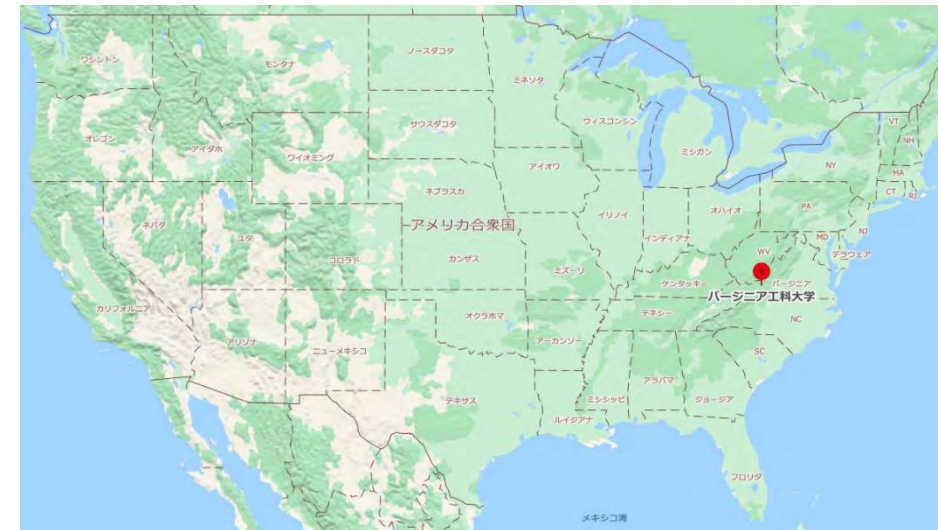 ワシントン
モンタナ
ノースダコタ
ミネソタ
オレゴン
アイダホ
ワイオミング
サウスダコタ
ウィスコンシン
ミシガン
VT
NH
NY
MA
CT
RI
アイオワ
ネブラスカ
ネバダ
ユタ
コロラド
アメリカ合衆国
カンザス
イリノイ
インディアナ
オハイオ
PA
NJ
MD
デラウェア
WV
ミズーリ
ケンタッキー
バージニア
バージニア工科大学
カリフォルニア
アリゾナ
ニューメキシコ
オクラホマ
アーカンソー
テネシー
NC
SC
テキサス
ルイジアナ
ミシシッピ
アラバマ
ジョージア
フロリダ
メキシコ湾